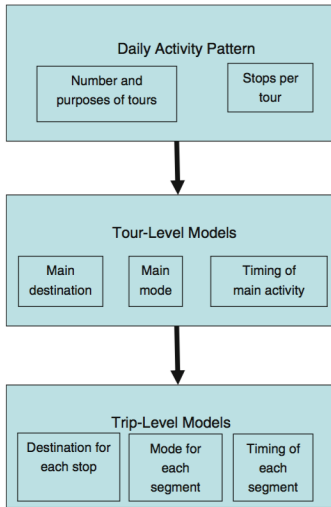 Daily Activity Pattern
Number and
purposes of tours
Stops per
tour
Tour-Level Models
Main
destination
Main
mode
Timing of
main activity
Trip-Level Models
Destination for
each stop
Mode for
each
segment
Timing of
each
segment